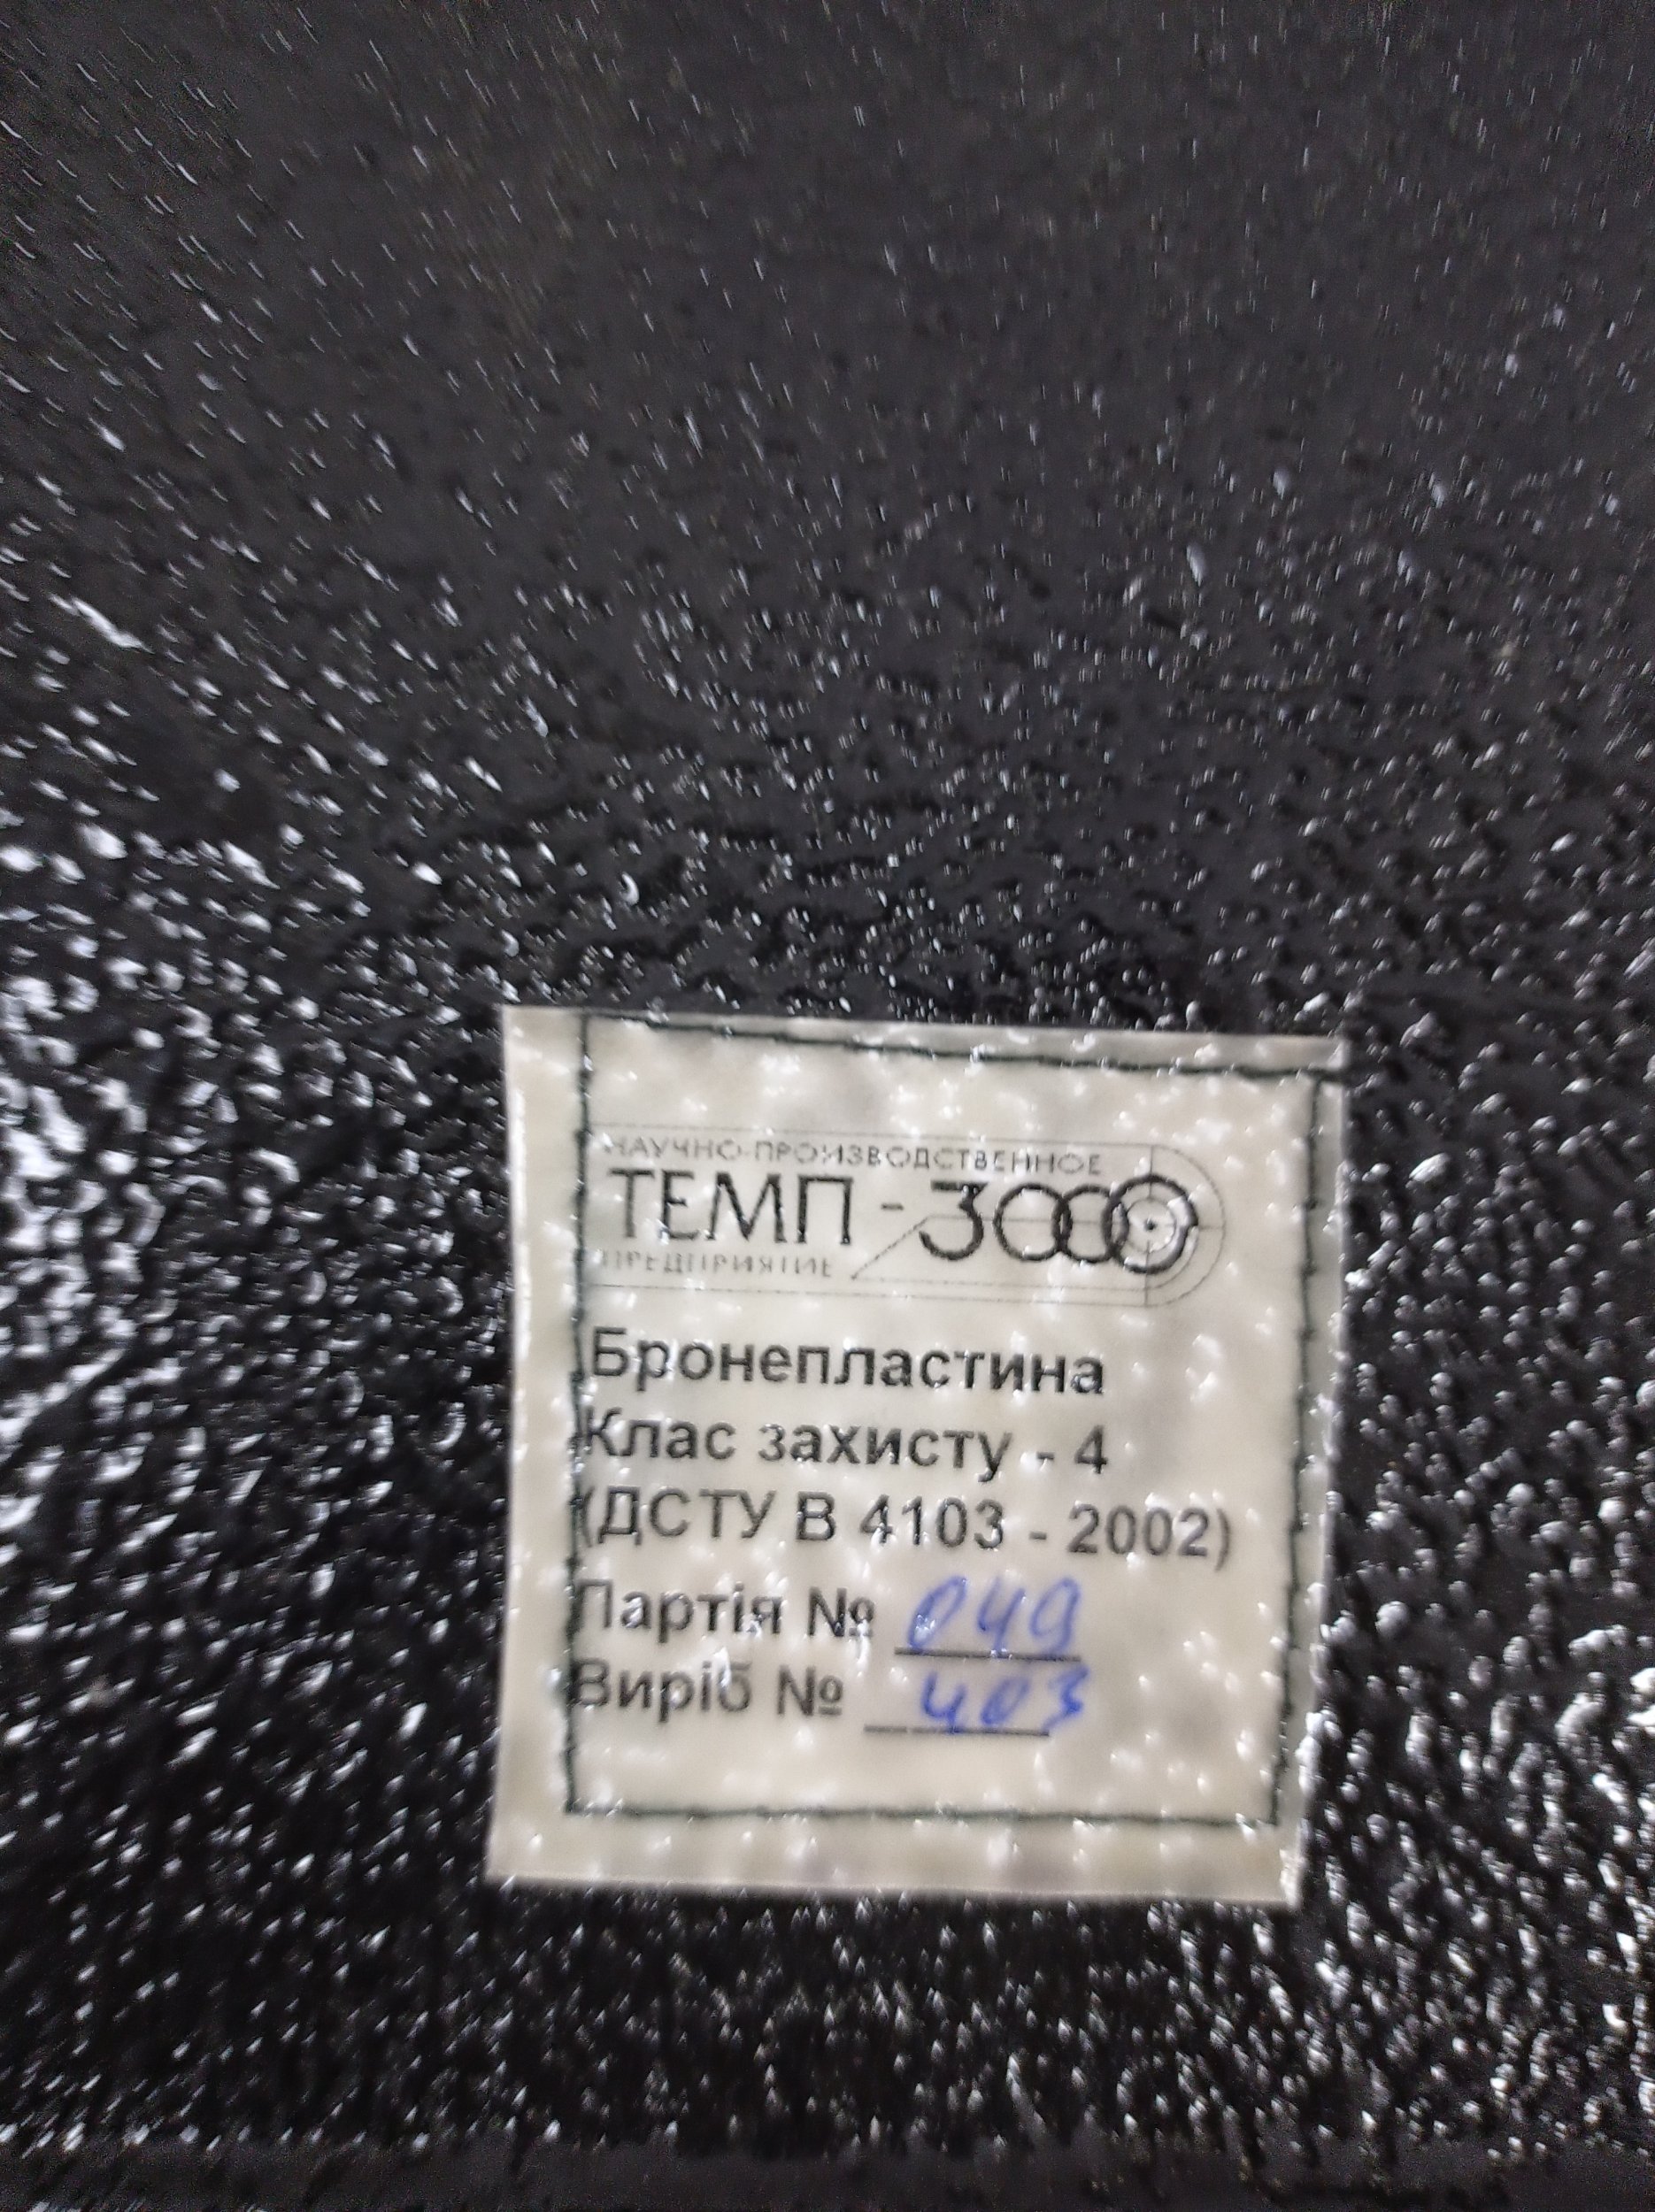 НАУЧНО-ПРОИЗВОДСТВЕННОЕ
ТЕМП - 3000
ПРЕДПРИЯТИЕ
Бронепластина
Клас захисту - 4
(ДСТУ В 4103 - 2002)
Партія № 049
Виріб № 403